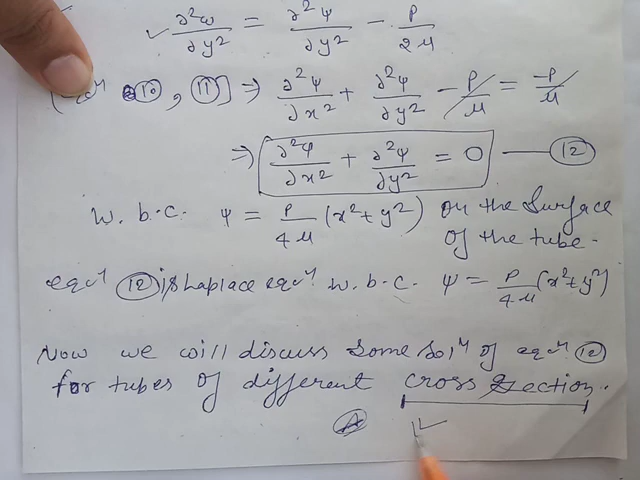 ✓ ∂²ω/∂y² = ∂²ψ/∂y² − P/2μ
10, 11] ⇒ ∂²ψ/∂x² + ∂²ψ/∂y² − P/μ = −P/μ
⇒ ∂²ψ/∂x² + ∂²ψ/∂y² = 0 — 12
W. b.c. ψ = P/4μ (x²+y²) on the surface
of the tube.
eqⁿ 12 is Laplace eqⁿ W.b.c. ψ = P/4μ (x²+y²)
Now we will discuss some solⁿ of eqⁿ 12
for tubes of different cross section.